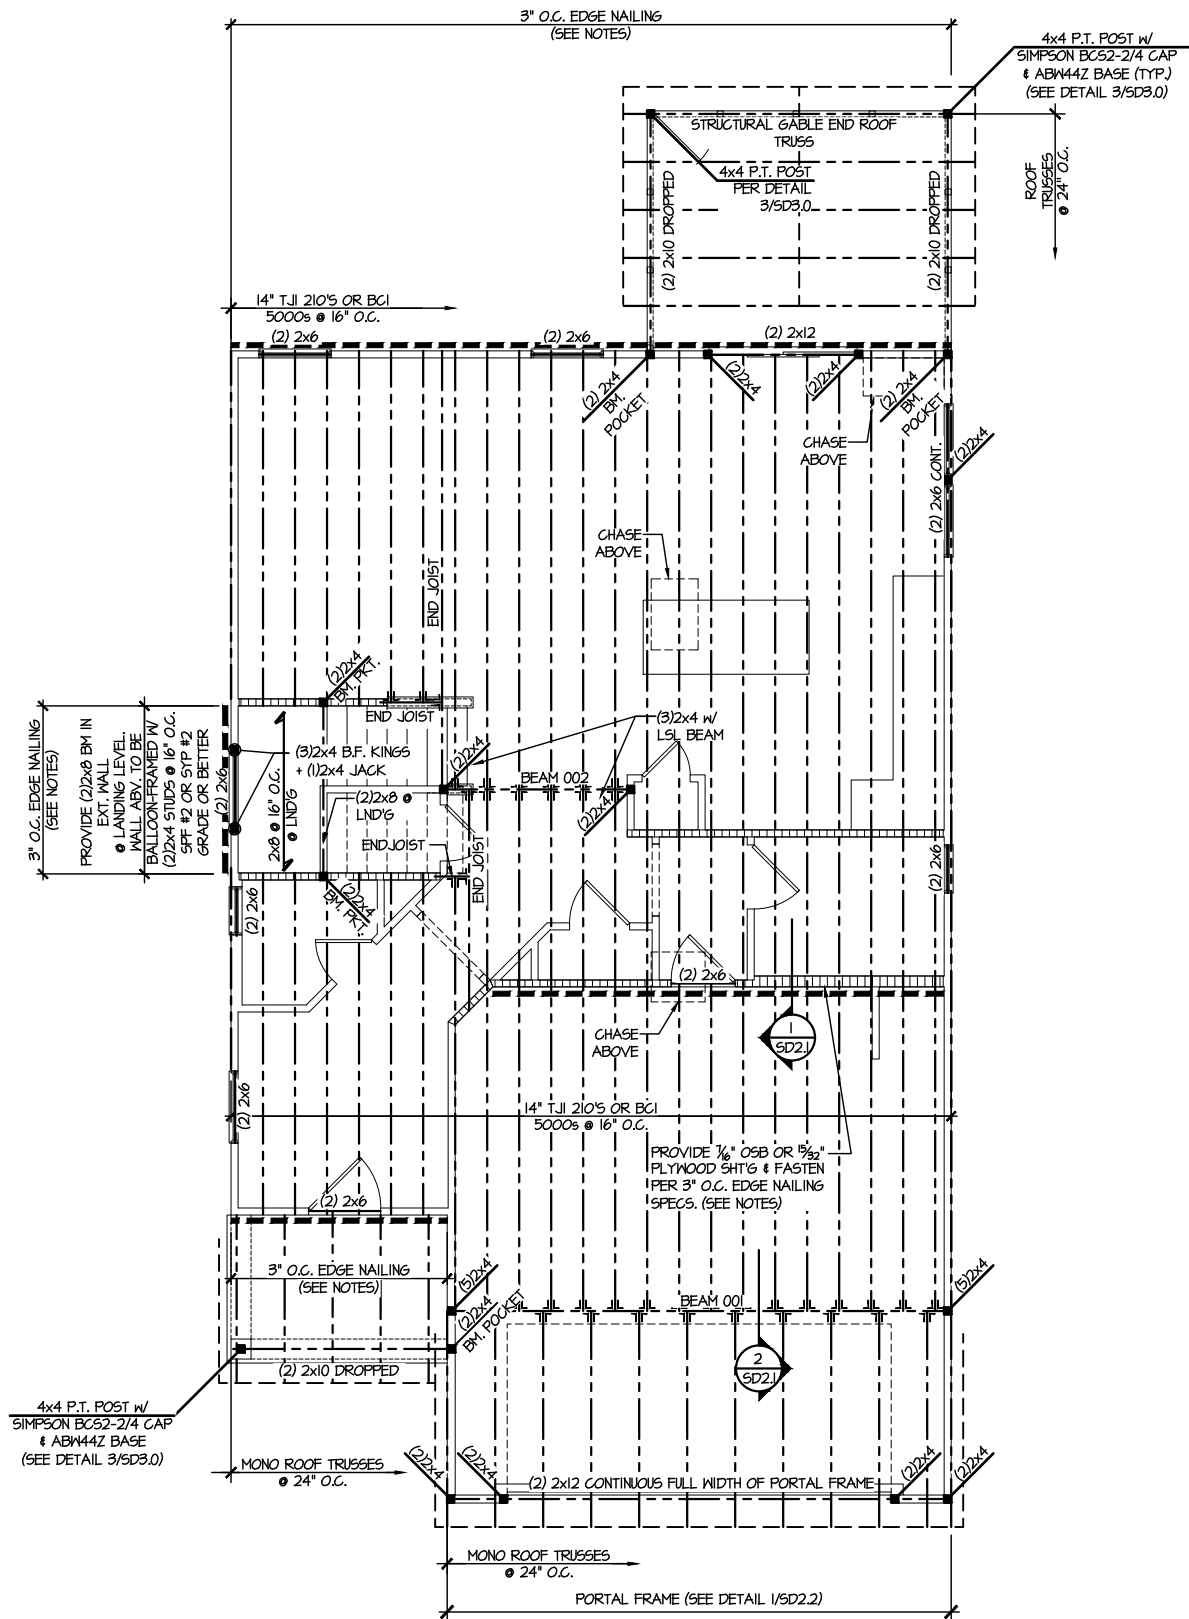 3" O.C. EDGE NAILING
(SEE NOTES)
4x4 P.T. POST w/
SIMPSON BCS2-2/4 CAP
& ABW44Z BASE (TYP.)
(SEE DETAIL 3/SD3.0)
STRUCTURAL GABLE END ROOF
TRUSS
4x4 P.T. POST
PER DETAIL
3/SD3.0
(2) 2x10 DROPPED
(2) 2x10 DROPPED
ROOF
TRUSSES
@ 24" O.C.
14" TJI 210'S OR BCI
5000s @ 16" O.C.
(2) 2x6
(2) 2x6
(2) 2x12
(2) 2x4
BM.
POCKET
(2)2x4
(2)2x4
(2) 2x4
BM.
POCKET
CHASE
ABOVE
(2)2x4
(2) 2x6 CONT.
CHASE
ABOVE
END JOIST
(2)2x4
BM. PKT.
END JOIST
(3)2x4 w/
LSL BEAM
(2)2x4
BEAM 002
(2)2x4
3" O.C. EDGE NAILING
(SEE NOTES)
PROVIDE (2)2x8 BM IN
EXT. WALL
@ LANDING LEVEL.
WALL ABV. TO BE
BALLOON-FRAMED W/
(2)2x4 STUDS @ 16" O.C.
SPF #2 OR SYP #2
GRADE OR BETTER
(2) 2x6
(3)2x4 B.F. KINGS
+ (1)2x4 JACK
2x8 @ 16" O.C.
@ LND'G
(2)2x8 @
LND'G
ENDJOIST
END JOIST
(2)2x4
BM. PKT.
(2) 2x6
(2) 2x6
(2) 2x6
CHASE
ABOVE
1
SD2.1
(2) 2x6
14" TJI 210'S OR BCI
5000s @ 16" O.C.
PROVIDE 7/16" OSB OR 15/32"
PLYWOOD SHT'G & FASTEN
PER 3" O.C. EDGE NAILING
SPECS. (SEE NOTES)
(2) 2x6
3" O.C. EDGE NAILING
(SEE NOTES)
(5)2x4
(2)2x4
BM. POCKET
BEAM 001
(5)2x4
2
SD2.1
(2) 2x10 DROPPED
4x4 P.T. POST w/
SIMPSON BCS2-2/4 CAP
& ABW44Z BASE
(SEE DETAIL 3/SD3.0)
MONO ROOF TRUSSES
@ 24" O.C.
(2)2x4
(2)2x4
(2) 2x12 CONTINUOUS FULL WIDTH OF PORTAL FRAME
(2)2x4
(2)2x4
MONO ROOF TRUSSES
@ 24" O.C.
PORTAL FRAME (SEE DETAIL 1/SD2.2)